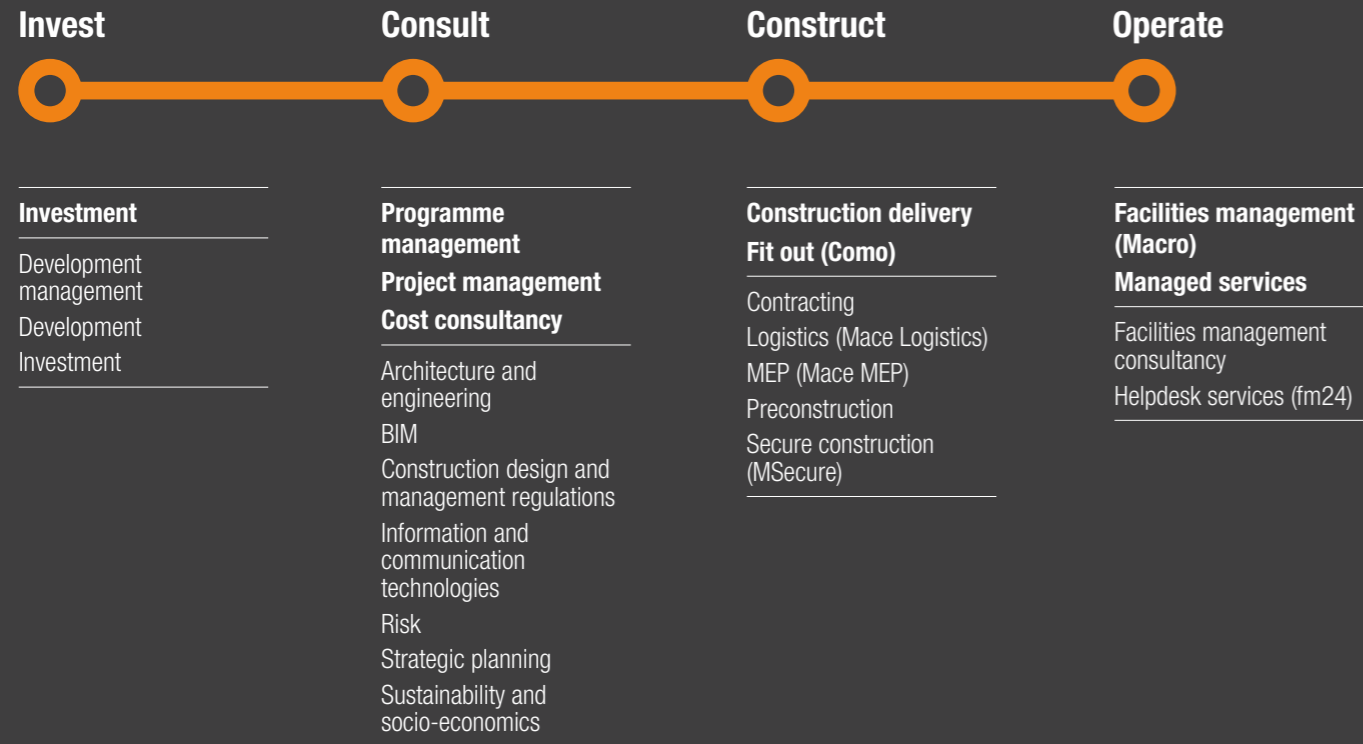 Invest
Consult
Construct
Operate
Investment
Development
management
Development
Investment
Programme
management
Project management
Cost consultancy
Architecture and
engineering
BIM
Construction design and
management regulations
Information and
communication
technologies
Risk
Strategic planning
Sustainability and
socio-economics
Construction delivery
Fit out (Como)
Contracting
Logistics (Mace Logistics)
MEP (Mace MEP)
Preconstruction
Secure construction
(MSecure)
Facilities management
(Macro)
Managed services
Facilities management
consultancy
Helpdesk services (fm24)